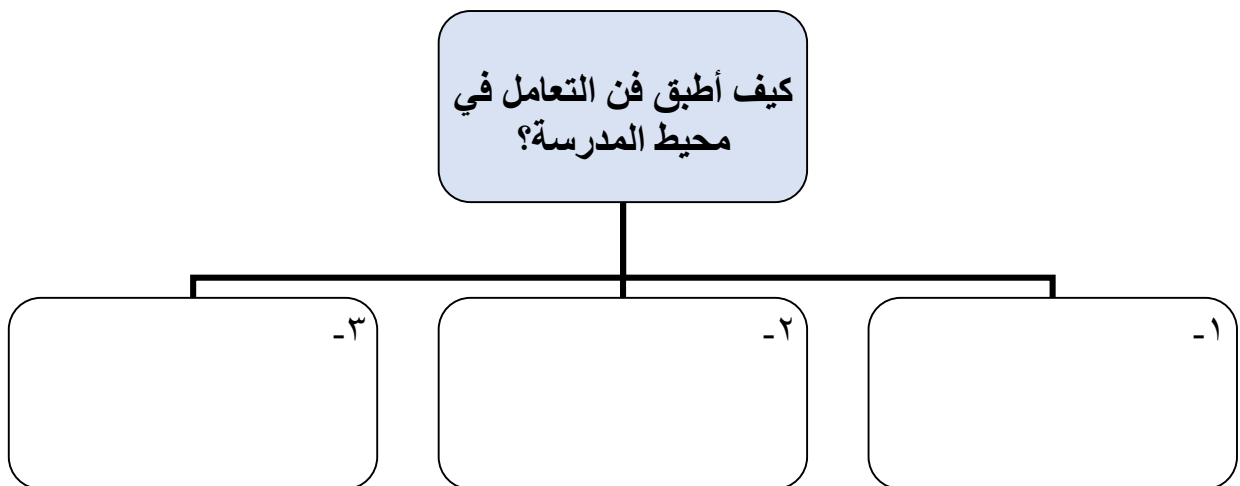 كيف أطبق فن التعامل في
محيط المدرسة؟
١-
٢-
٣-